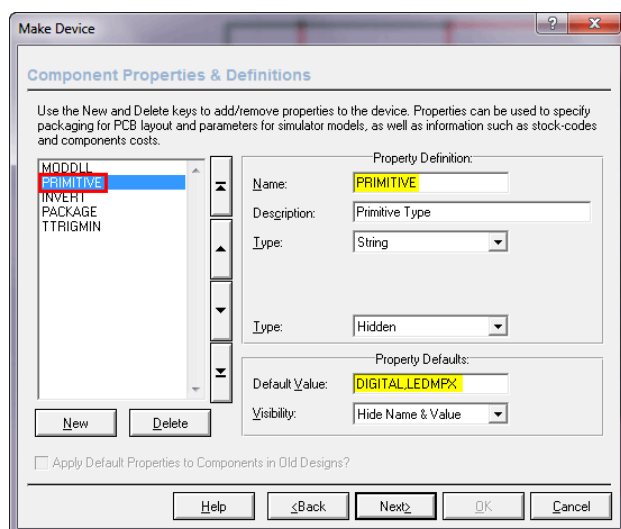 Make Device
Component Properties & Definitions
Use the New and Delete keys to add/remove properties to the device. Properties can be used to specify
packaging for PCB layout and parameters for simulator models, as well as information such as stock-codes
and components costs.
MODDLL
PRIMITIVE
INVERT
PACKAGE
TTRIGMIN
New
Delete
Property Definition:
Name:
PRIMITIVE
Description:
Primitive Type
Type:
String
Type:
Hidden
Property Defaults:
Default Value:
DIGITAL,LEDMPX
Visibility:
Hide Name & Value
Apply Default Properties to Components in Old Designs?
Help
<Back
Next>
OK
Cancel